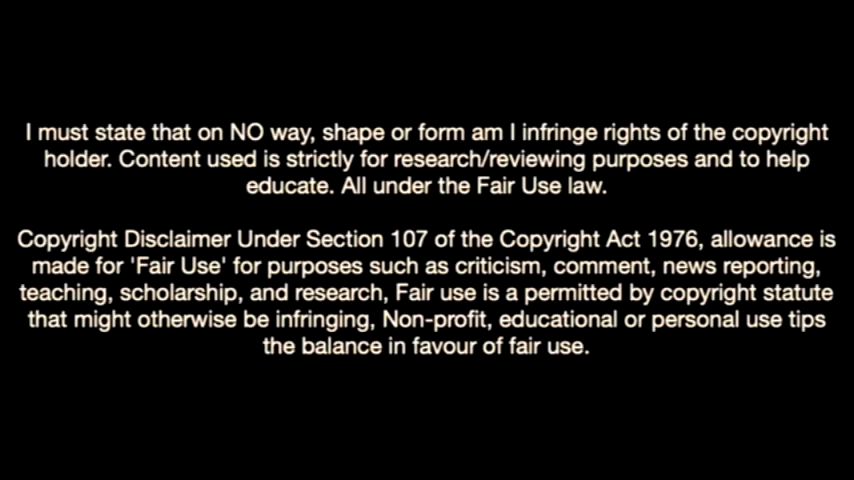 I must state that on NO way, shape or form am I infringe rights of the copyright
holder. Content used is strictly for research/reviewing purposes and to help
educate. All under the Fair Use law.
Copyright Disclaimer Under Section 107 of the Copyright Act 1976, allowance is
made for 'Fair Use' for purposes such as criticism, comment, news reporting,
teaching, scholarship, and research, Fair use is a permitted by copyright statute
that might otherwise be infringing, Non-profit, educational or personal use tips
the balance in favour of fair use.